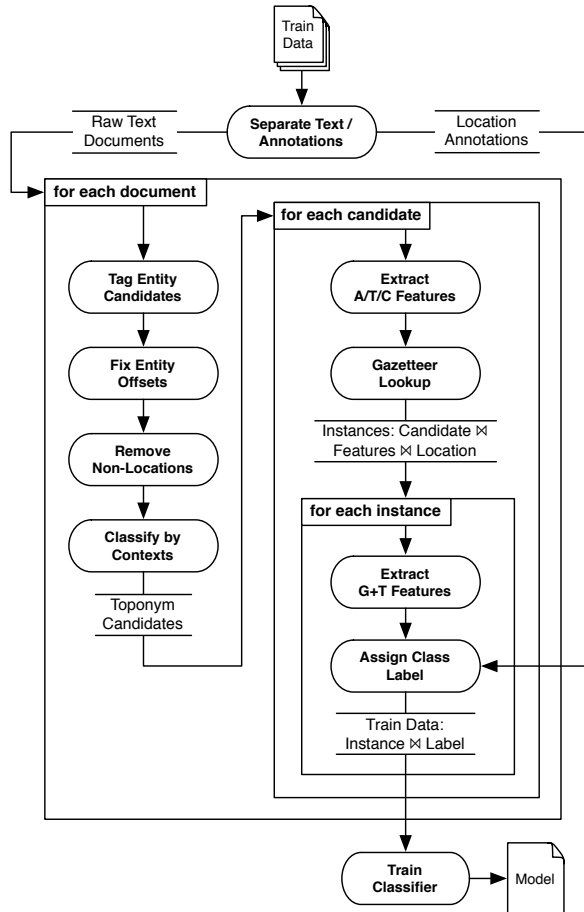 Train
Data
Raw Text
Documents
Separate Text /
Annotations
Location
Annotations
for each document
Tag Entity
Candidates
Fix Entity
Offsets
Remove
Non-Locations
Classify by
Contexts
Toponym
Candidates
for each candidate
Extract
A/T/C Features
Gazetteer
Lookup
Instances: Candidate ⋈
Features ⋈ Location
for each instance
Extract
G+T Features
Assign Class
Label
Train Data:
Instance ⋈ Label
Train
Classifier
Model